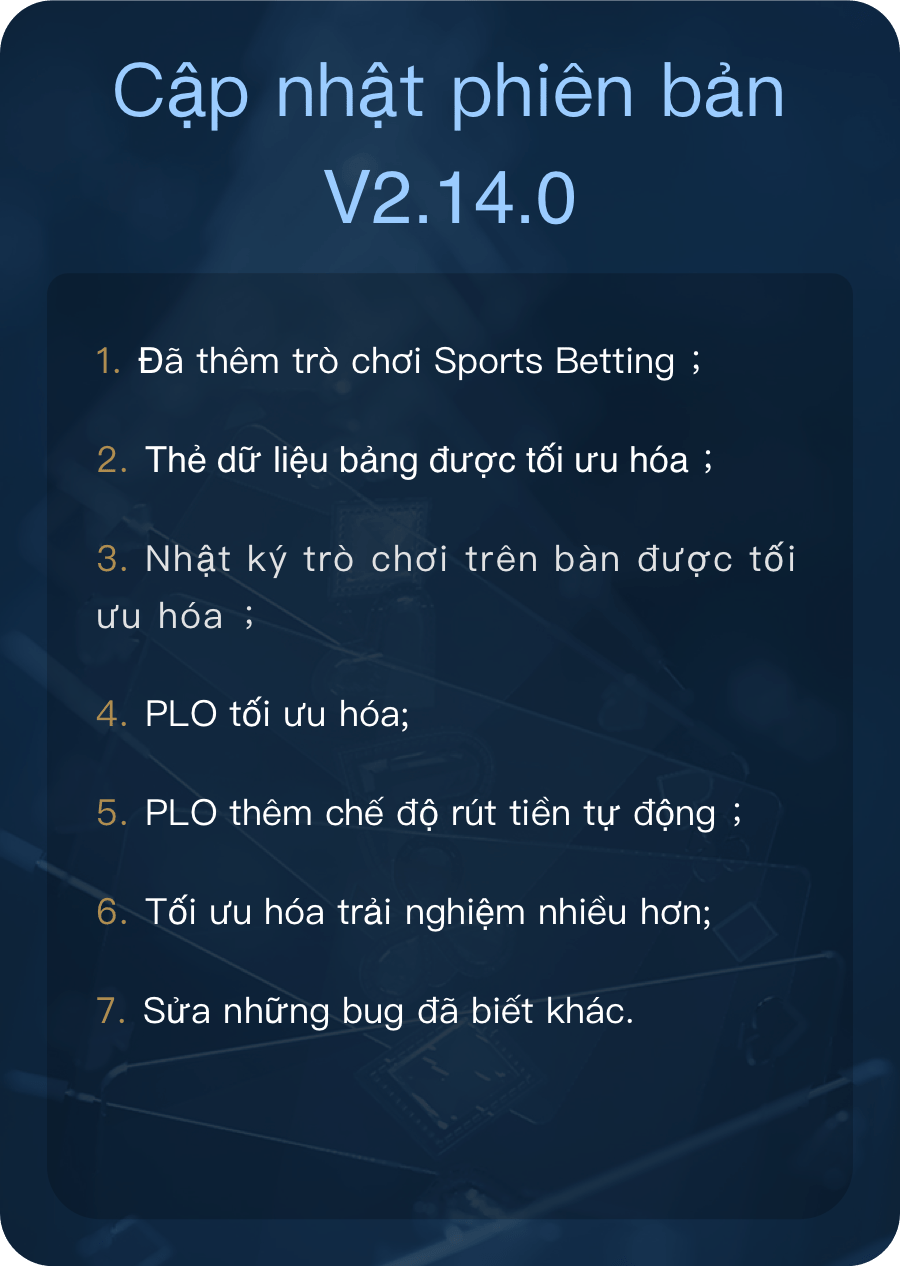 Cập nhật phiên bản
V2.14.0
1. Đã thêm trò chơi Sports Betting ;
2. Thẻ dữ liệu bảng được tối ưu hóa ;
3. Nhật ký trò chơi trên bàn được tối
ưu hóa ;
4. PLO tối ưu hóa;
5. PLO thêm chế độ rút tiền tự động ;
6. Tối ưu hóa trải nghiệm nhiều hơn;
7. Sửa những bug đã biết khác.